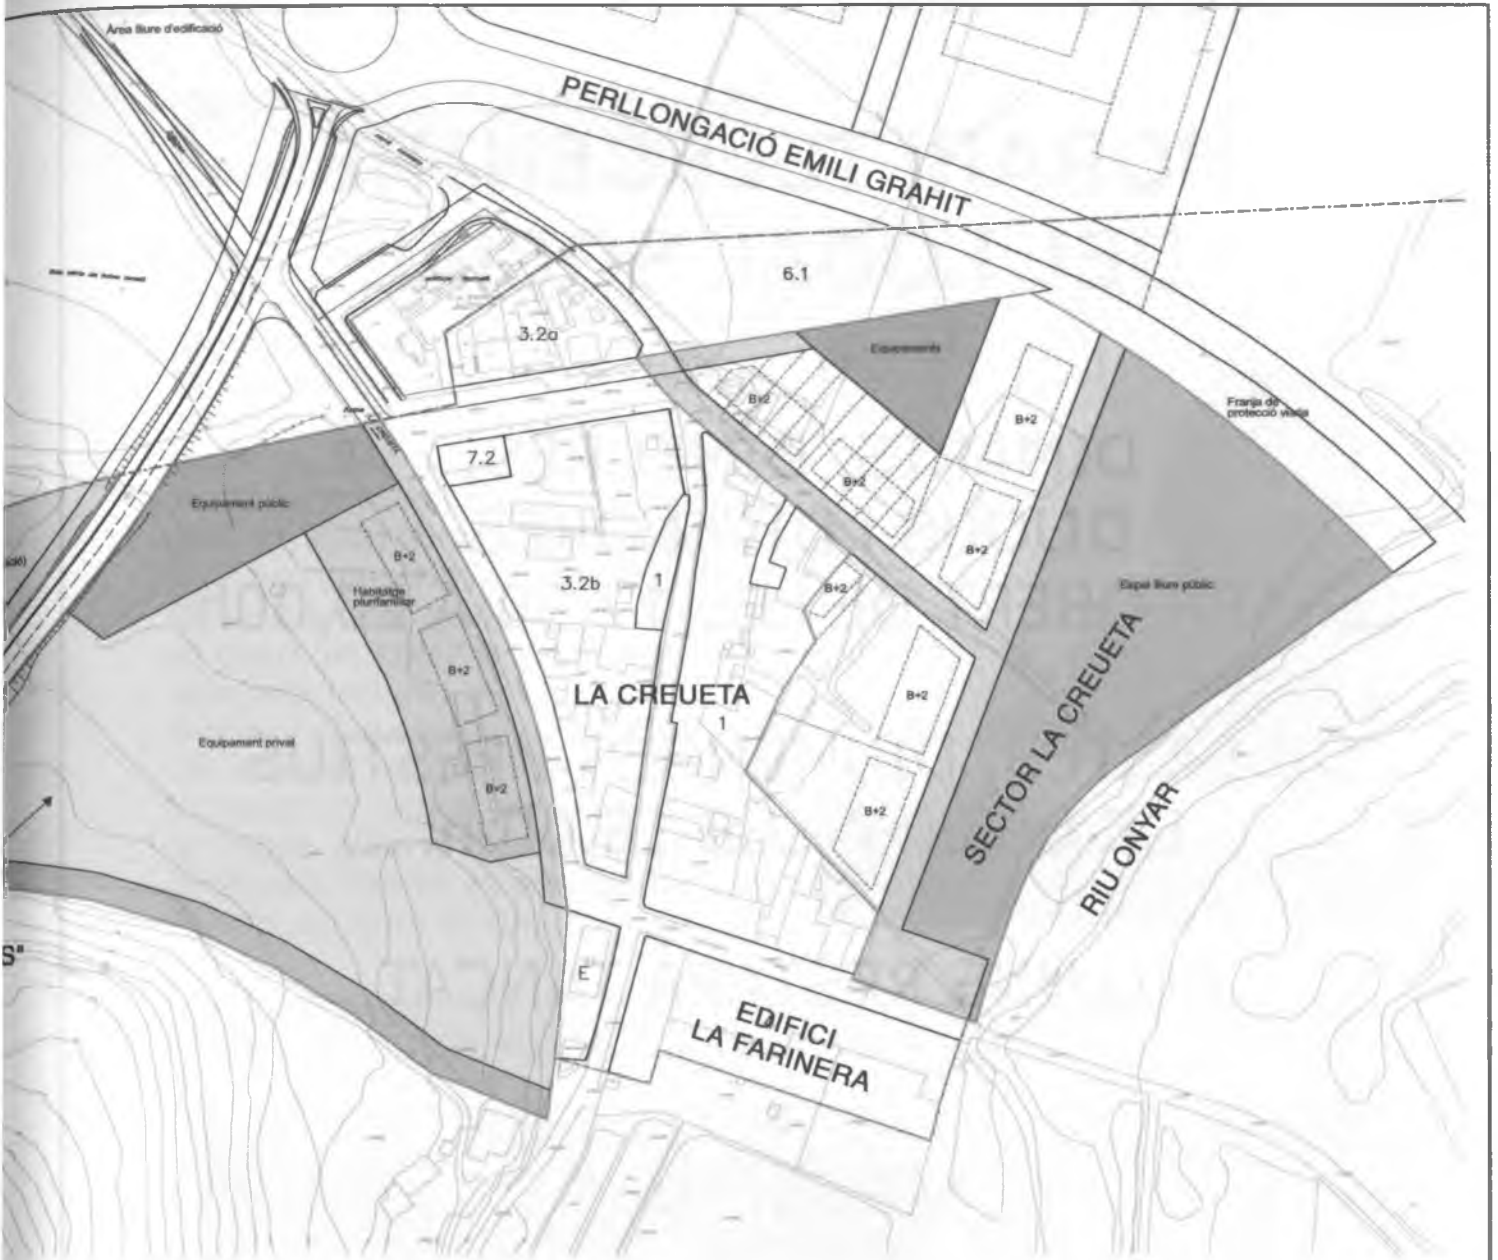 Àrea lliure d'edificació
PERLLONGACIÓ EMILI GRAHIT
6.1
3.2a
Equipaments
B+2
B+2
Franja de
protecció viària
7.2
B+2
Equipament públic
B+2
B+2
Habitatge
plurifamiliar
3.2b
1
B+2
Espai lliure públic
B+2
LA CREUETA
1
B+2
SECTOR LA CREUETA
Equipament privat
B+2
B+2
RIU ONYAR
S"
E
EDIFICI
LA FARINERA